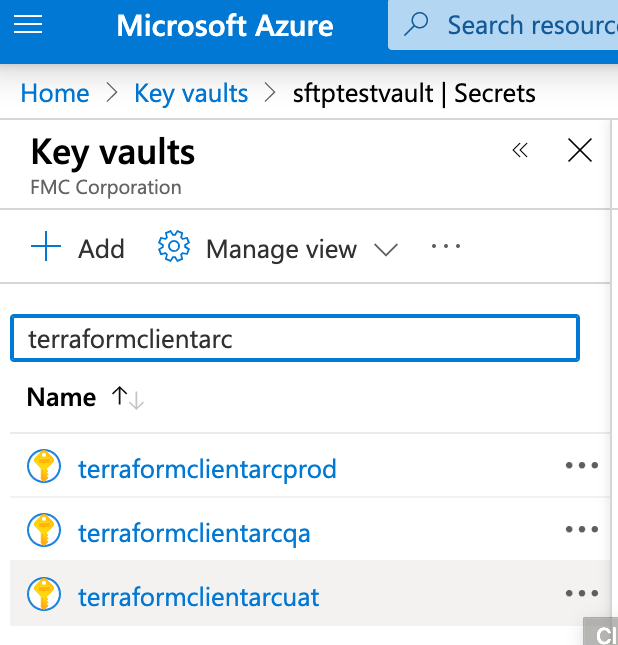 Microsoft Azure
Search resourc
Home > Key vaults > sftptestvault | Secrets
Key vaults
FMC Corporation
Add Manage view
terraformclientarc
Name
terraformclientarcprod
terraformclientarcqa
terraformclientarcuat
Cl